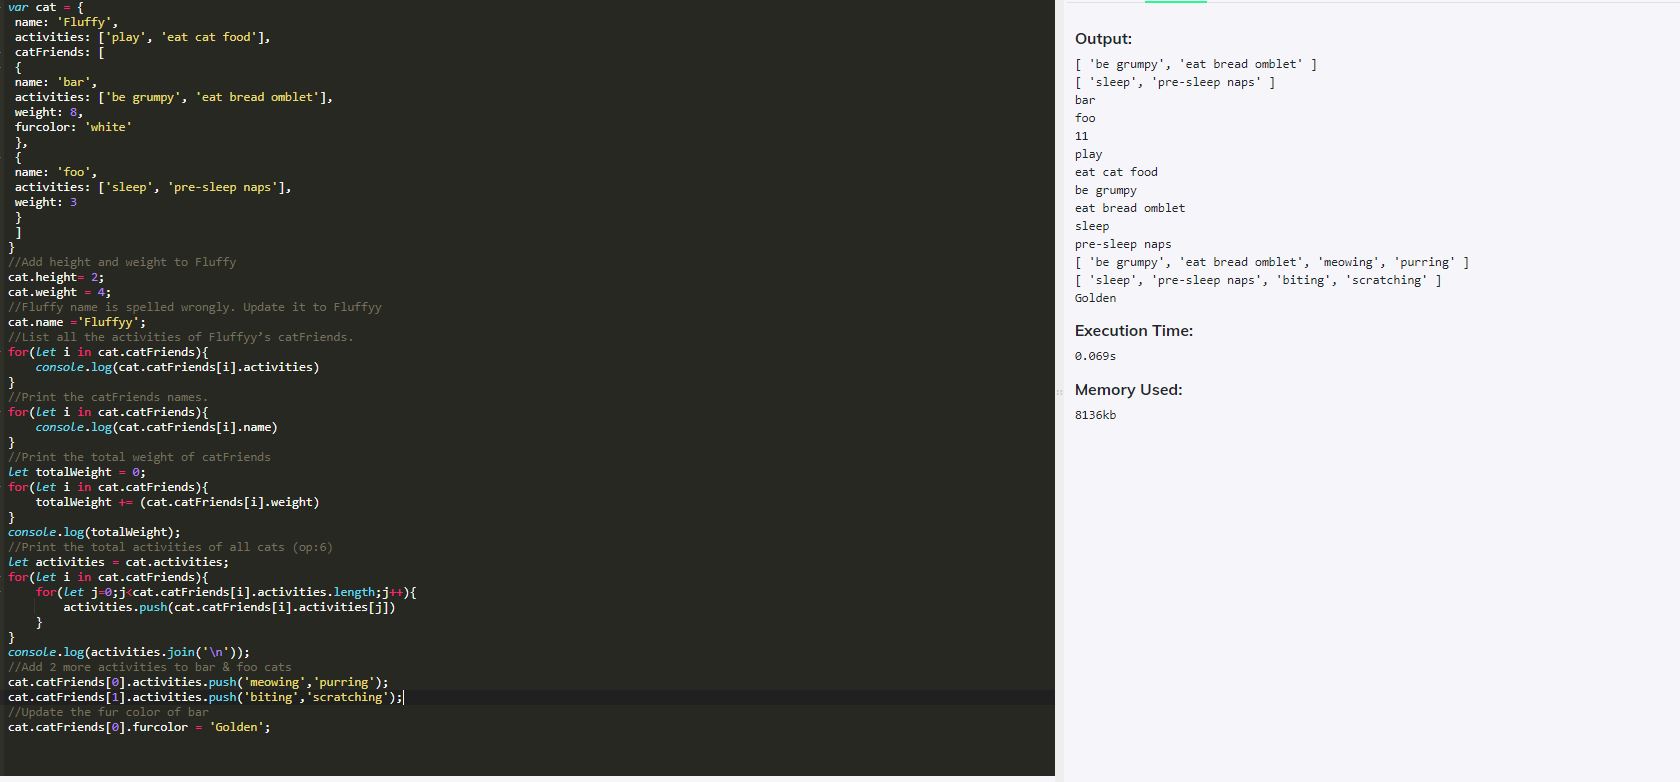 var cat = {
name: 'Fluffy',
activities: ['play', 'eat cat food'],
catFriends: [
{
name: 'bar',
activities: ['be grumpy', 'eat bread omblet'],
weight: 8,
furcolor: 'white'
},
{
name: 'foo',
activities: ['sleep', 'pre-sleep naps'],
weight: 3
}
]
}
//Add height and weight to Fluffy
cat.height= 2;
cat.weight = 4;
//Fluffy name is spelled wrongly. Update it to Fluffyy
cat.name ='Fluffyy';
//List all the activities of Fluffyy’s catFriends.
for(let i in cat.catFriends){
console.log(cat.catFriends[i].activities)
}
//Print the catFriends names.
for(let i in cat.catFriends){
console.log(cat.catFriends[i].name)
}
//Print the total weight of catFriends
let totalWeight = 0;
for(let i in cat.catFriends){
totalWeight += (cat.catFriends[i].weight)
}
console.log(totalWeight);
//Print the total activities of all cats (op:6)
let activities = cat.activities;
for(let i in cat.catFriends){
for(let j=0;j<cat.catFriends[i].activities.length;j++){
activities.push(cat.catFriends[i].activities[j])
}
}
console.log(activities.join('\n'));
//Add 2 more activities to bar & foo cats
cat.catFriends[0].activities.push('meowing','purring');
cat.catFriends[1].activities.push('biting','scratching');
//Update the fur color of bar
cat.catFriends[0].furcolor = 'Golden';
Output:
[ 'be grumpy', 'eat bread omblet' ]
[ 'sleep', 'pre-sleep naps' ]
bar
foo
11
play
eat cat food
be grumpy
eat bread omblet
sleep
pre-sleep naps
[ 'be grumpy', 'eat bread omblet', 'meowing', 'purring' ]
[ 'sleep', 'pre-sleep naps', 'biting', 'scratching' ]
Golden
Execution Time:
0.069s
Memory Used:
8136kb